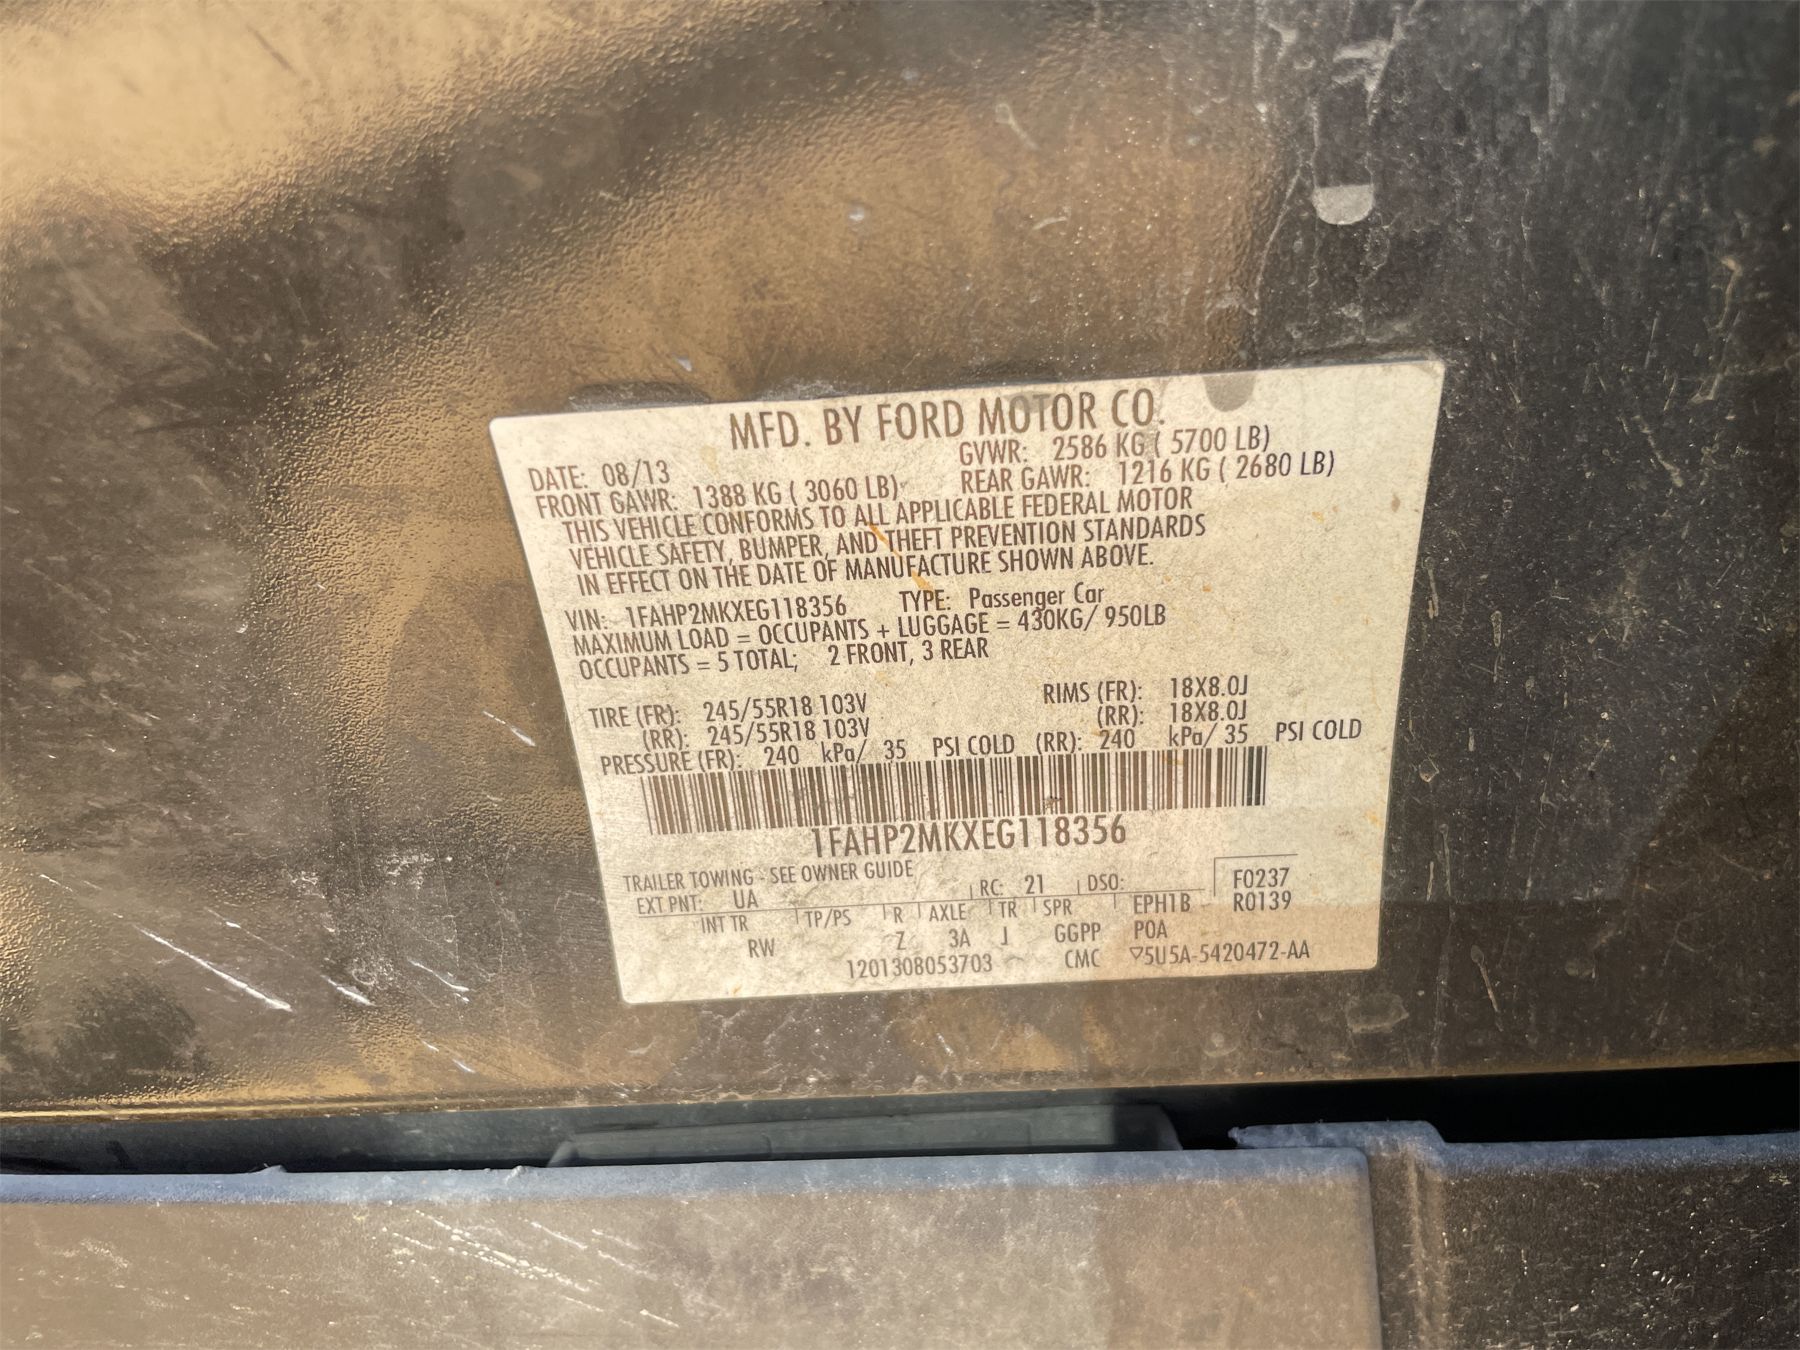 MFD. BY FORD MOTOR CO.
DATE: 08/13 GVWR: 2586 KG ( 5700 LB)
FRONT GAWR: 1388 KG ( 3060 LB) REAR GAWR: 1216 KG ( 2680 LB)
THIS VEHICLE CONFORMS TO ALL APPLICABLE FEDERAL MOTOR
VEHICLE SAFETY, BUMPER, AND THEFT PREVENTION STANDARDS
IN EFFECT ON THE DATE OF MANUFACTURE SHOWN ABOVE.
VIN: 1FAHP2MKXEG118356 TYPE: Passenger Car
MAXIMUM LOAD = OCCUPANTS + LUGGAGE = 430KG/ 950LB
OCCUPANTS = 5 TOTAL; 2 FRONT, 3 REAR
TIRE (FR): 245/55R18 103V RIMS (FR): 18X8.0J
(RR): 245/55R18 103V (RR): 18X8.0J
PRESSURE (FR): 240 kPa/ 35 PSI COLD (RR): 240 kPa/ 35 PSI COLD
1FAHP2MKXEG118356
TRAILER TOWING - SEE OWNER GUIDE
EXT PNT: UA RC: 21 DSO: F0237
INT TR TP/PS R AXLE TR SPR EPH1B R0139
RW Z 3A J GGPP POA
1201308053703 CMC ▽5U5A-5420472-AA